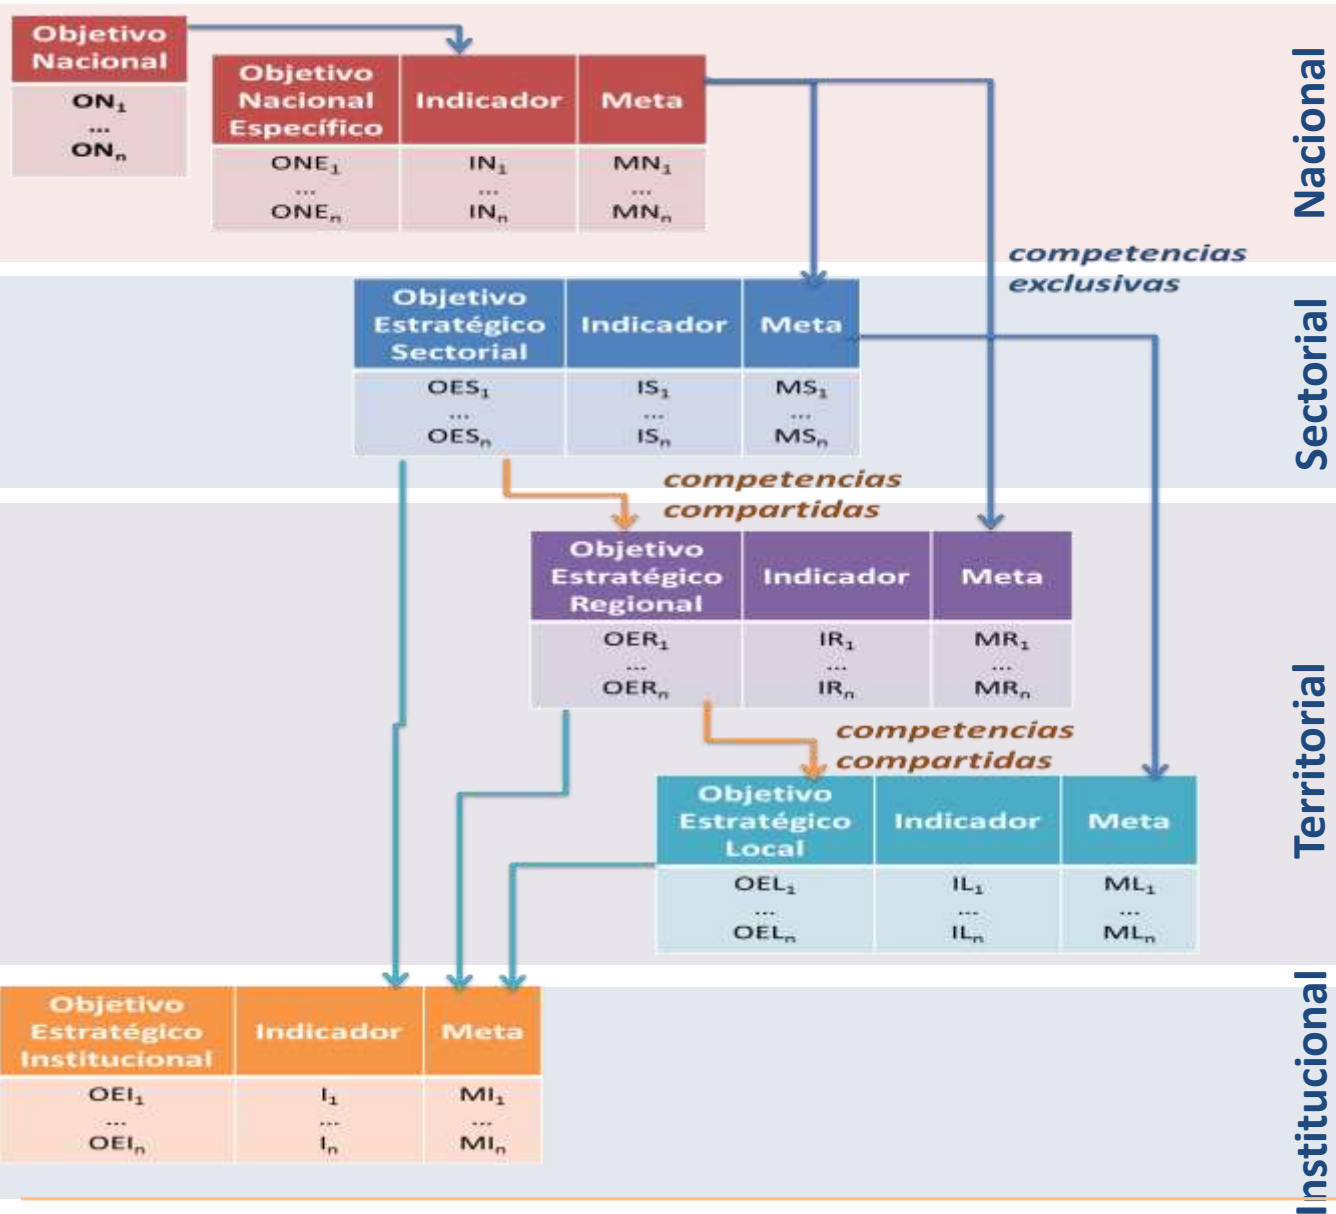 Objetivo
Nacional
ON₁
...
ONₙ
Objetivo
Nacional
Específico
Indicador
Meta
ONE₁
IN₁
MN₁
...
...
...
ONEₙ
INₙ
MNₙ
Nacional
competencias
exclusivas
Objetivo
Estratégico
Sectorial
Indicador
Meta
OES₁
IS₁
MS₁
...
...
...
OESₙ
ISₙ
MSₙ
Sectorial
competencias
compartidas
Objetivo
Estratégico
Regional
Indicador
Meta
OER₁
IR₁
MR₁
...
...
...
OERₙ
IRₙ
MRₙ
competencias
compartidas
Territorial
Objetivo
Estratégico
Local
Indicador
Meta
OEL₁
IL₁
ML₁
...
...
...
OELₙ
ILₙ
MLₙ
Objetivo
Estratégico
Institucional
Indicador
Meta
OEI₁
I₁
MI₁
...
...
...
OEIₙ
Iₙ
MIₙ
Institucional